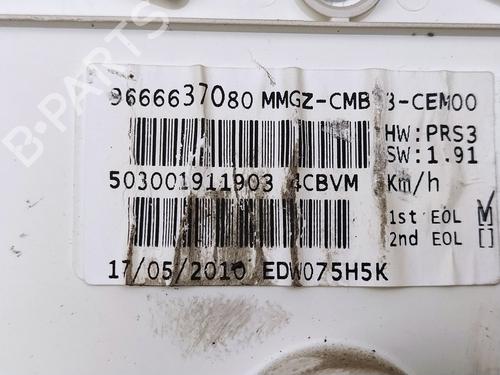 9666637080 MMGZ-CMB 3-CEM00
HW:PRS3
SW:1.91
503001911903 4CBVM Km/h
1st EOL [
2nd EOL []
17/05/2010 EDW075H5K
B-PARTS